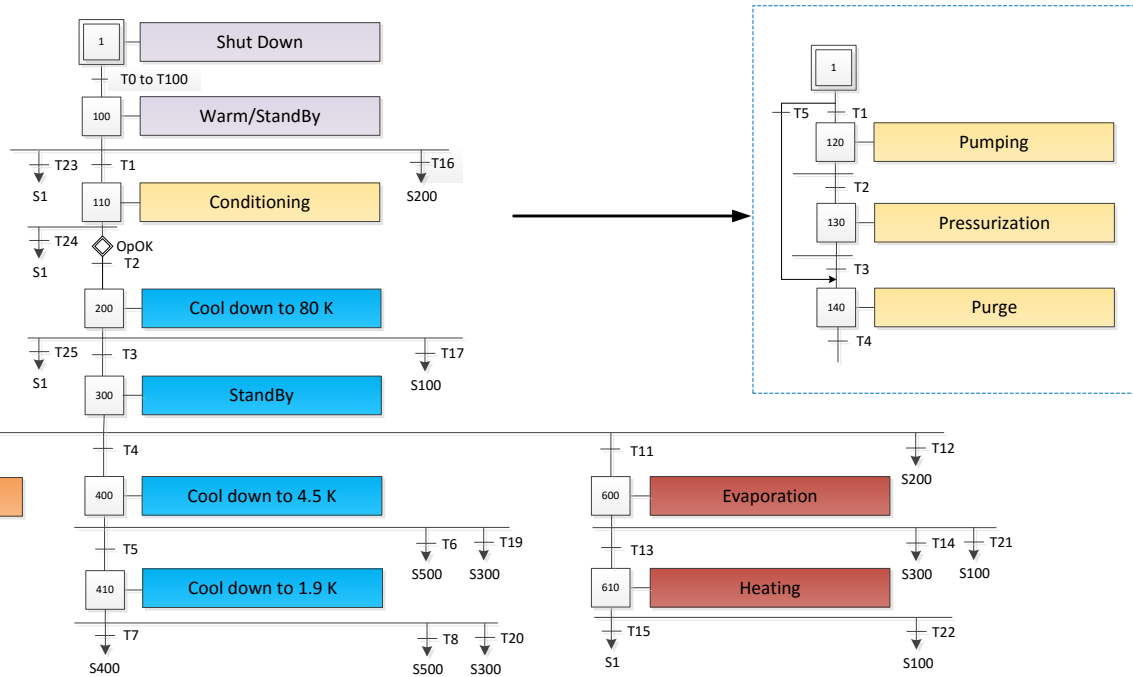 1
Shut Down
T0 to T100
100
Warm/StandBy
T23
T1
T16
S1
S200
110
Conditioning
T24
OpOK
S1
T2
200
Cool down to 80 K
T25
T3
T17
S1
S100
300
StandBy
T4
T11
T12
S200
400
Cool down to 4.5 K
600
Evaporation
T5
T6
T19
T13
T14
T21
S500
S300
S300
S100
410
Cool down to 1.9 K
610
Heating
T7
T8
T20
T15
T22
S400
S500
S300
S1
S100
1
T5
T1
120
Pumping
T2
130
Pressurization
T3
140
Purge
T4